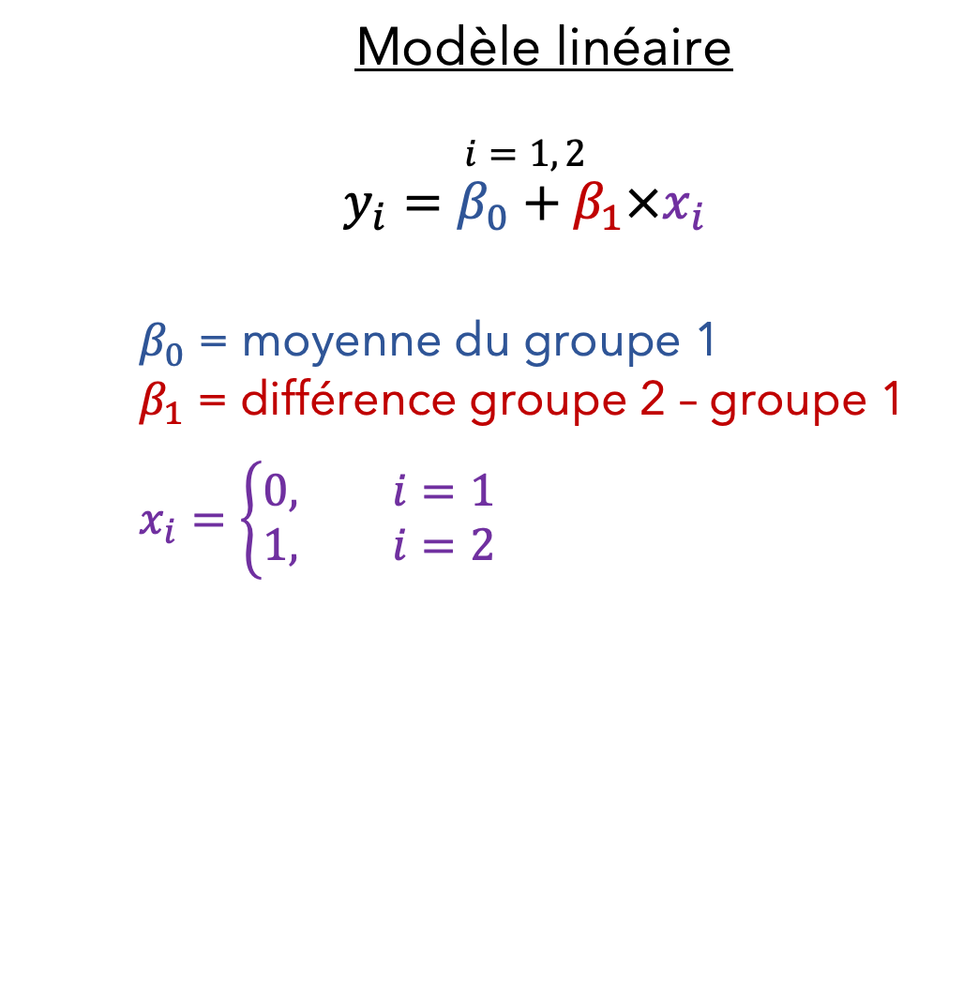 Modèle linéaire
i = 1, 2
yᵢ = β₀ + β₁×xᵢ
β₀ = moyenne du groupe 1
β₁ = différence groupe 2 – groupe 1
xᵢ = {0, i = 1
1, i = 2